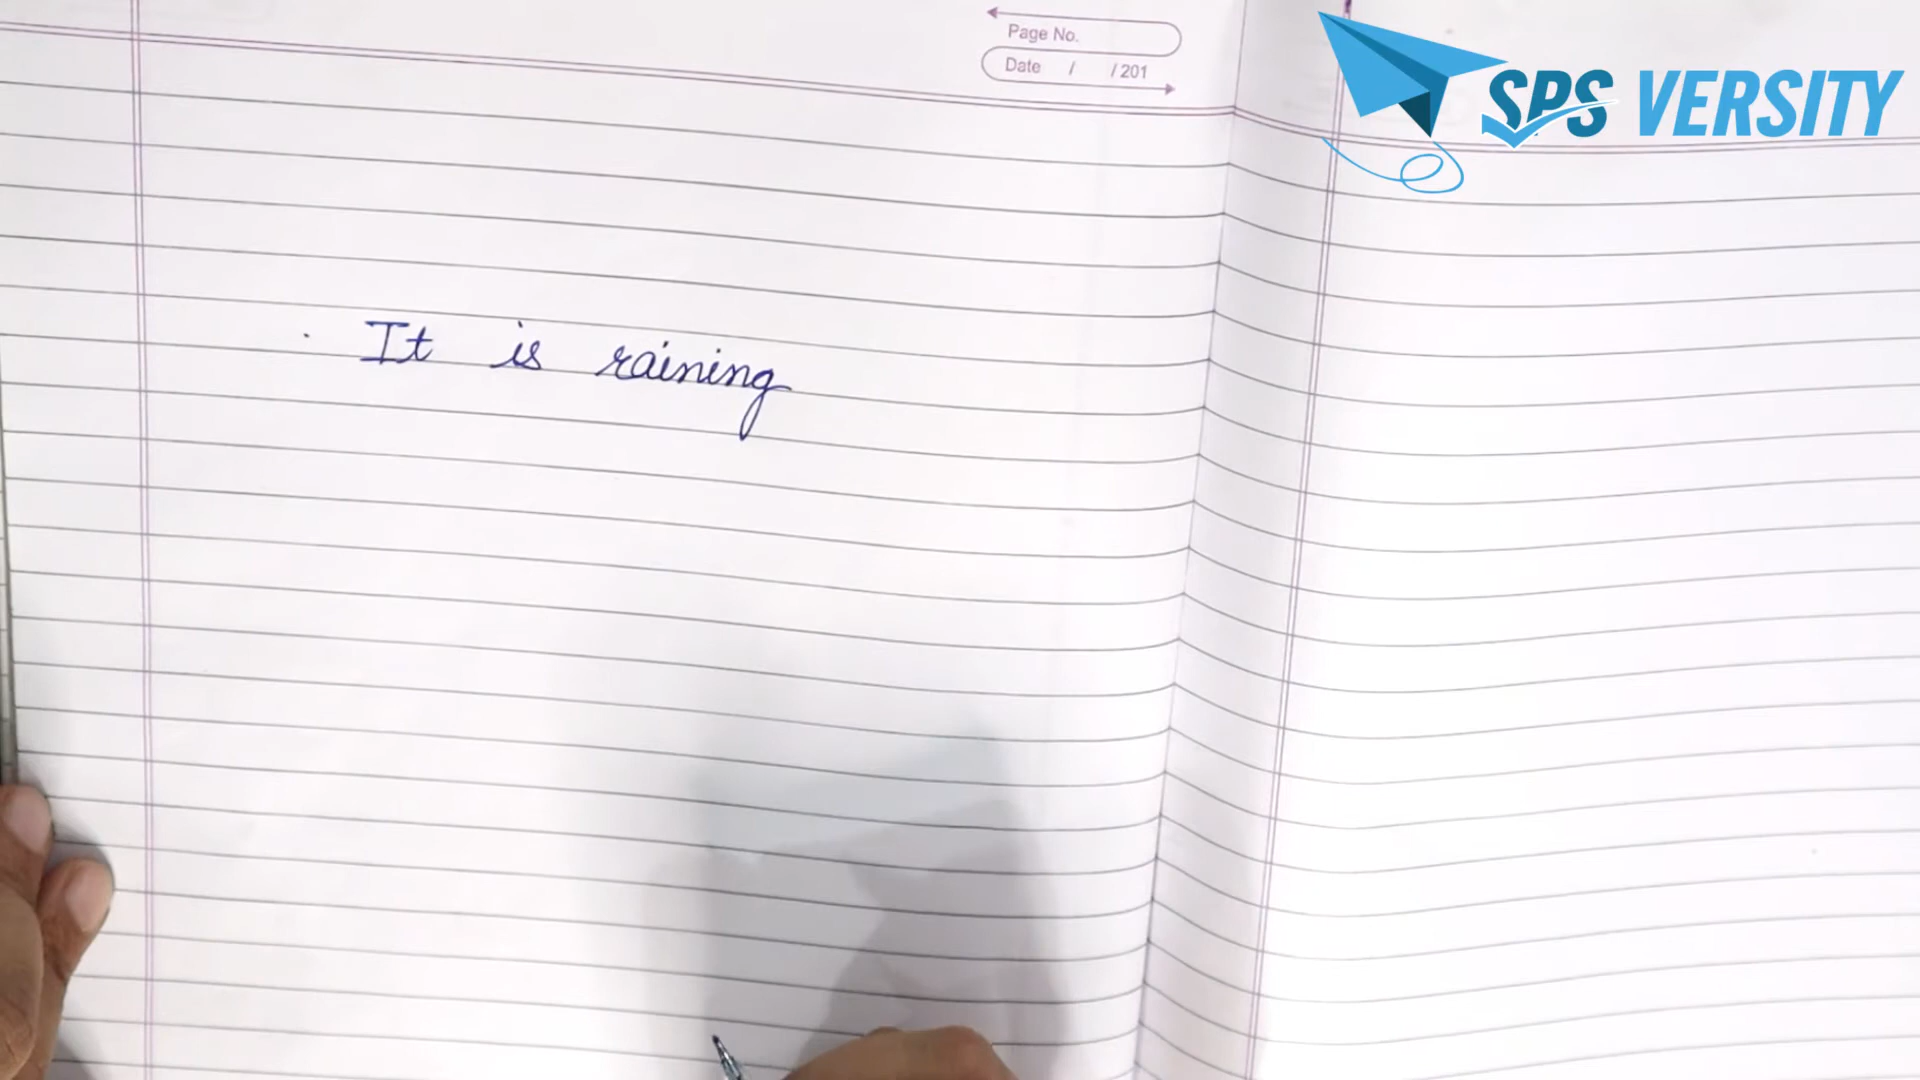 Page No.
Date / / 201
SPS VERSITY
It is raining